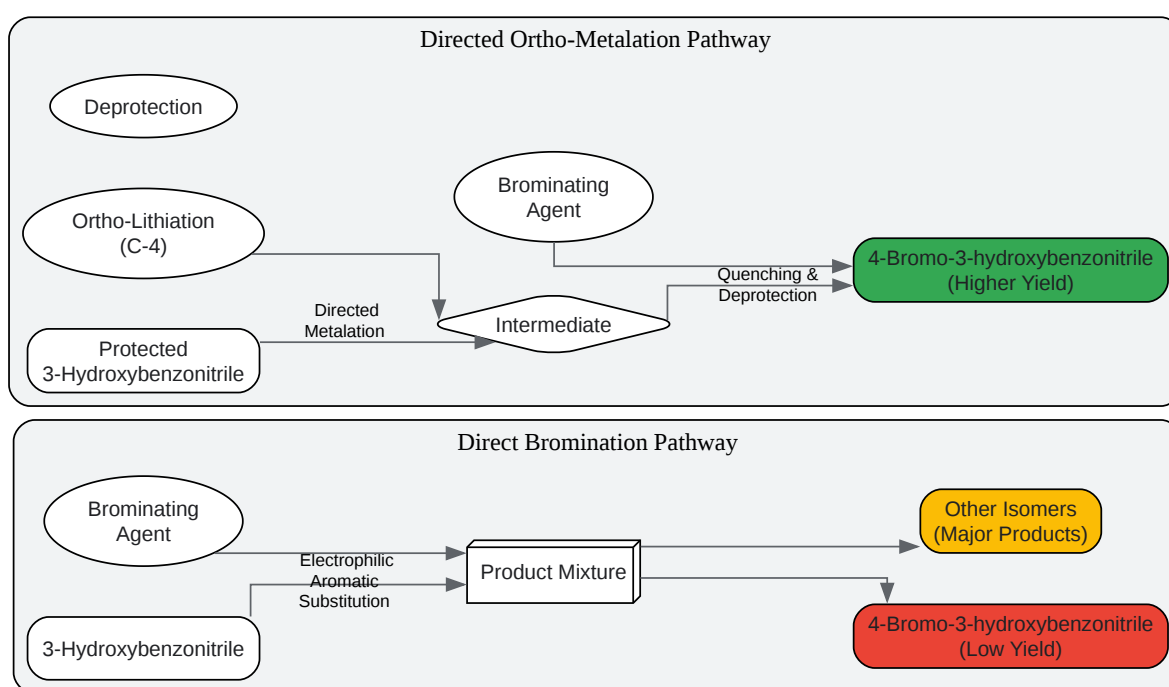 Directed Ortho-Metalation Pathway
Deprotection
Ortho-Lithiation
(C-4)
Brominating
Agent
4-Bromo-3-hydroxybenzonitrile
(Higher Yield)
Quenching &
Deprotection
Directed
Metalation
Intermediate
Protected
3-Hydroxybenzonitrile
Direct Bromination Pathway
Brominating
Agent
Electrophilic
Aromatic
Substitution
Product Mixture
Other Isomers
(Major Products)
3-Hydroxybenzonitrile
4-Bromo-3-hydroxybenzonitrile
(Low Yield)